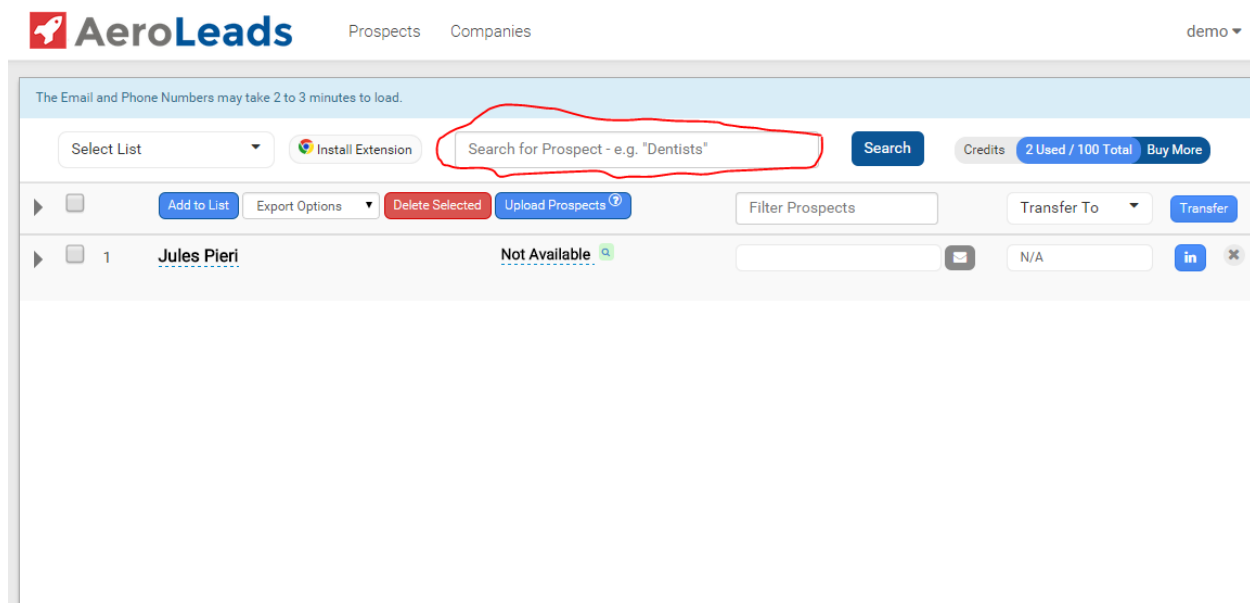 AeroLeads Prospects Companies demo
The Email and Phone Numbers may take 2 to 3 minutes to load.
Select List Install Extension Search for Prospect - e.g. "Dentists" Search Credits 2 Used / 100 Total Buy More
Add to List Export Options Delete Selected Upload Prospects ? Filter Prospects Transfer To Transfer
1 Jules Pieri Not Available N/A in